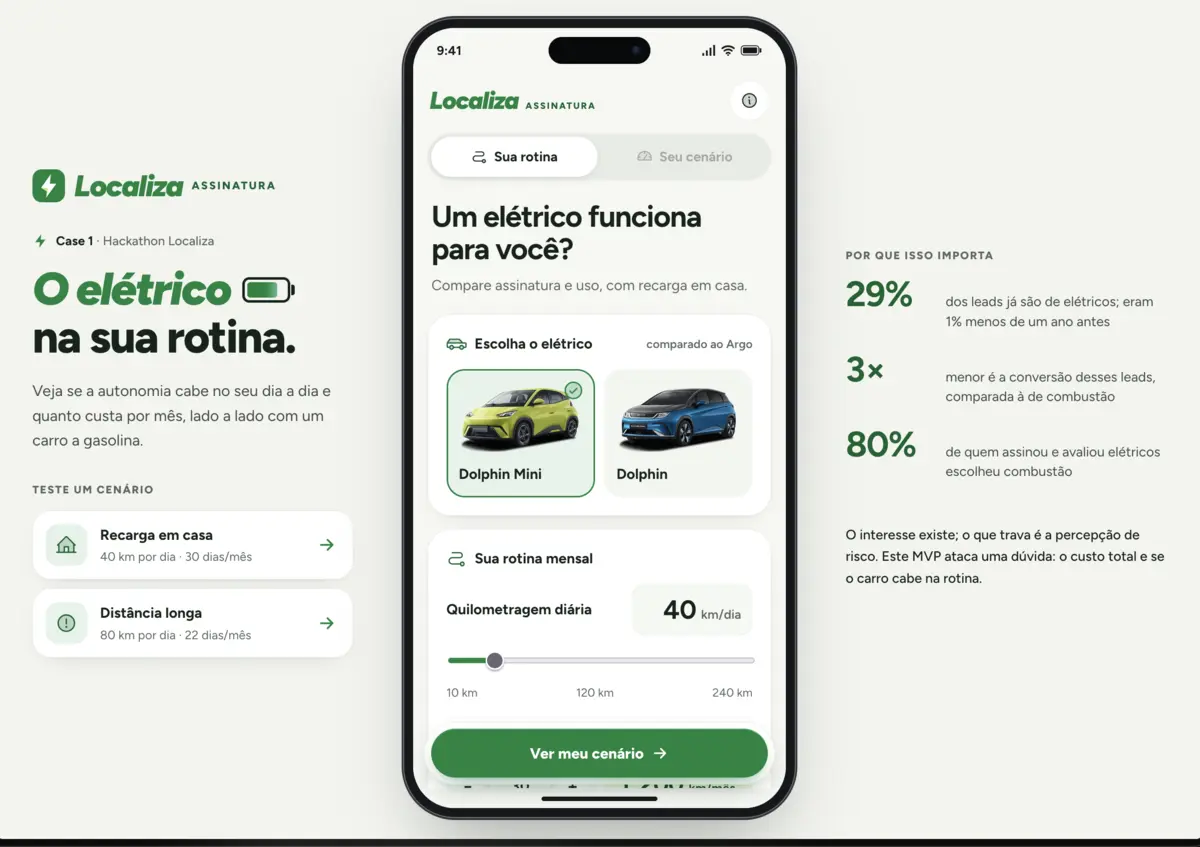 Localiza ASSINATURA
Case 1 · Hackathon Localiza
O elétrico
na sua rotina.
Veja se a autonomia cabe no seu dia a dia e
quanto custa por mês, lado a lado com um
carro a gasolina.
TESTE UM CENÁRIO
Recarga em casa
40 km por dia · 30 dias/mês
Distância longa
80 km por dia · 22 dias/mês
9:41
Localiza ASSINATURA
Sua rotina
Seu cenário
Um elétrico funciona
para você?
Compare assinatura e uso, com recarga em casa.
Escolha o elétrico
comparado ao Argo
Dolphin Mini
Dolphin
Sua rotina mensal
Quilometragem diária
40 km/dia
10 km
120 km
240 km
Ver meu cenário →
POR QUE ISSO IMPORTA
29%
dos leads já são de elétricos; eram
1% menos de um ano antes
3×
menor é a conversão desses leads,
comparada à de combustão
80%
de quem assinou e avaliou elétricos
escolheu combustão
O interesse existe; o que trava é a percepção de
risco. Este MVP ataca uma dúvida: o custo total e se
o carro cabe na rotina.